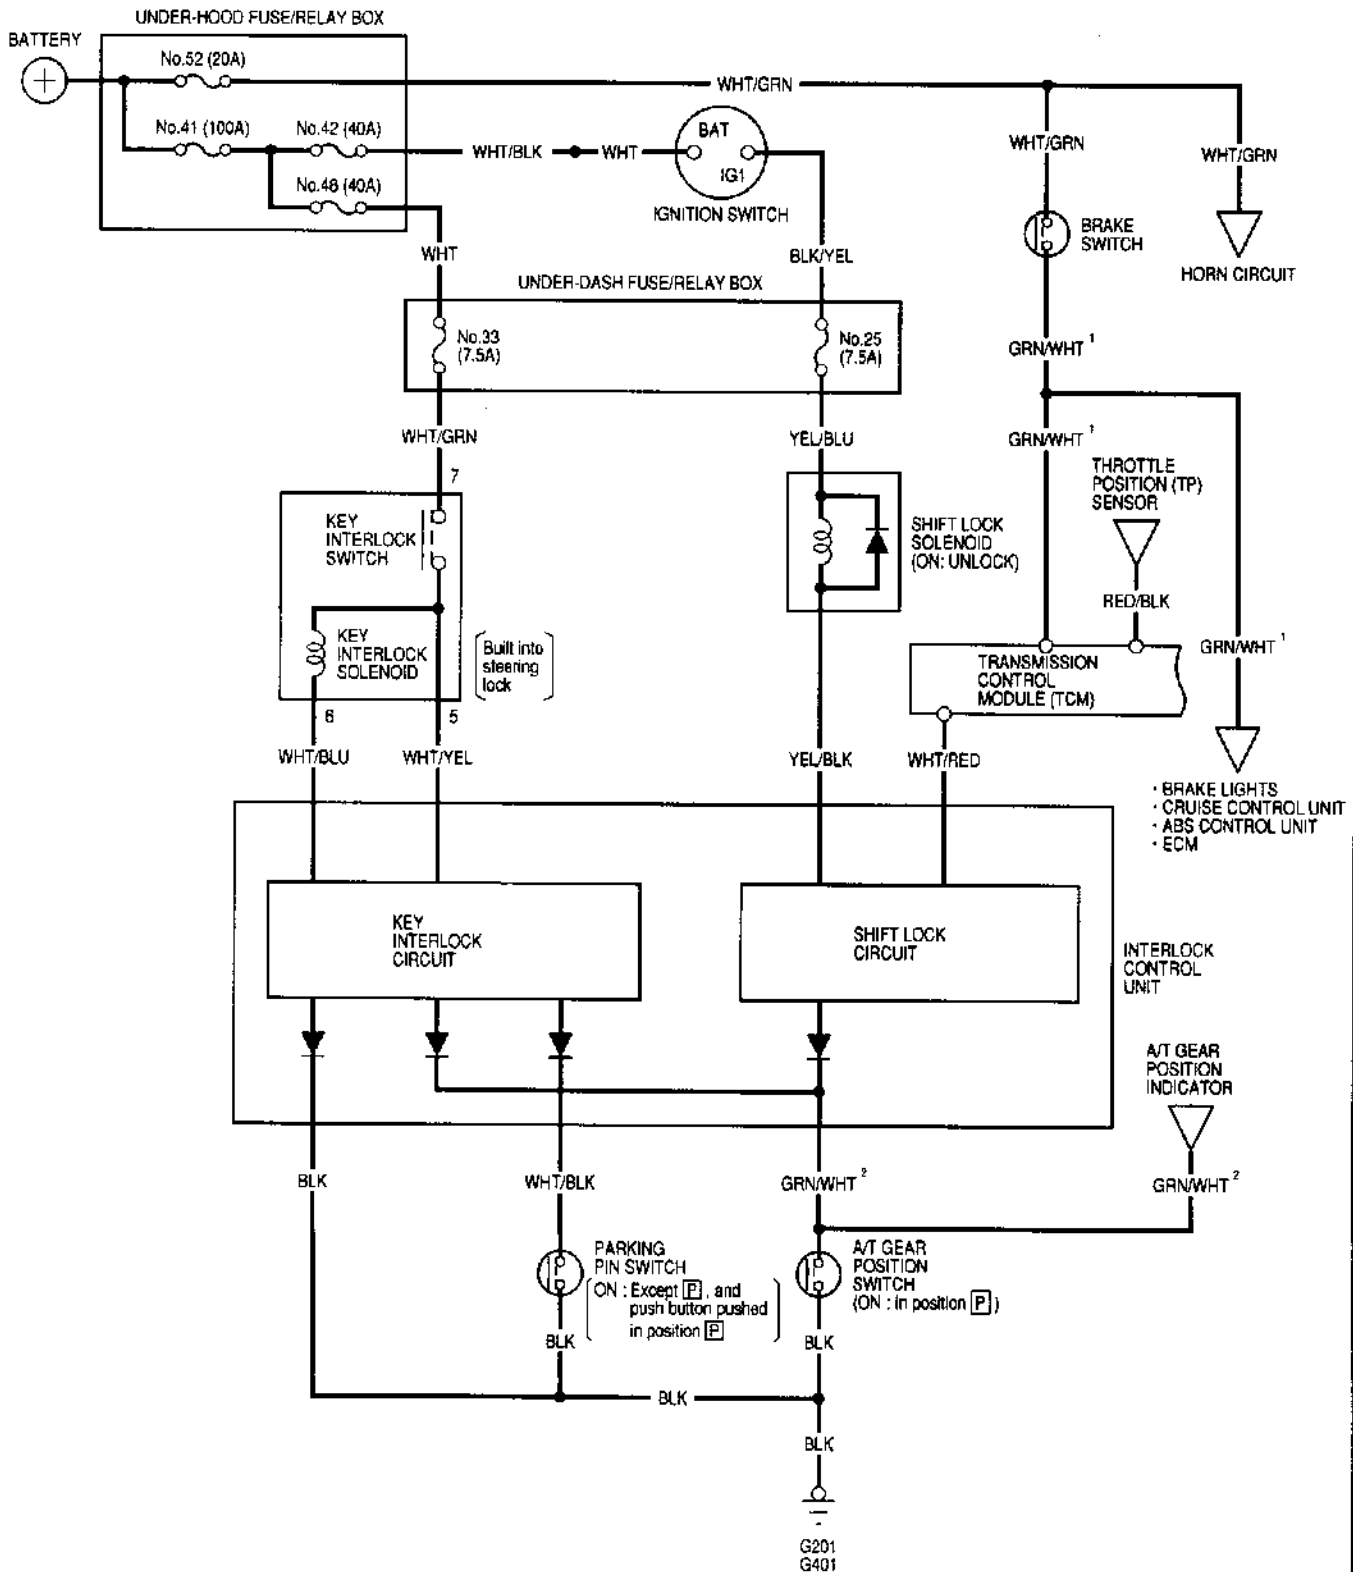 UNDER-HOOD FUSE/RELAY BOX
BATTERY
No.52 (20A)
WHT/GRN
No.41 (100A)
No.42 (40A)
WHT/BLK
WHT
BAT
IG1
IGNITION SWITCH
WHT/GRN
WHT/GRN
No.48 (40A)
BRAKE
SWITCH
HORN CIRCUIT
WHT
BLK/YEL
UNDER-DASH FUSE/RELAY BOX
No.33
(7.5A)
No.25
(7.5A)
GRN/WHT 1
WHT/GRN
YEL/BLU
GRN/WHT 1
THROTTLE
POSITION (TP)
SENSOR
7
KEY
INTERLOCK
SWITCH
SHIFT LOCK
SOLENOID
(ON: UNLOCK)
RED/BLK
KEY
INTERLOCK
SOLENOID
Built into
steering
lock
GRN/WHT 1
TRANSMISSION
CONTROL
MODULE (TCM)
6
5
WHT/BLU
WHT/YEL
YEL/BLK
WHT/RED
· BRAKE LIGHTS
· CRUISE CONTROL UNIT
· ABS CONTROL UNIT
· ECM
KEY
INTERLOCK
CIRCUIT
SHIFT LOCK
CIRCUIT
INTERLOCK
CONTROL
UNIT
A/T GEAR
POSITION
INDICATOR
BLK
WHT/BLK
GRN/WHT 2
GRN/WHT 2
PARKING
PIN SWITCH
ON : Except P , and
push button pushed
in position P
A/T GEAR
POSITION
SWITCH
(ON : in position P )
BLK
BLK
BLK
BLK
G201
G401